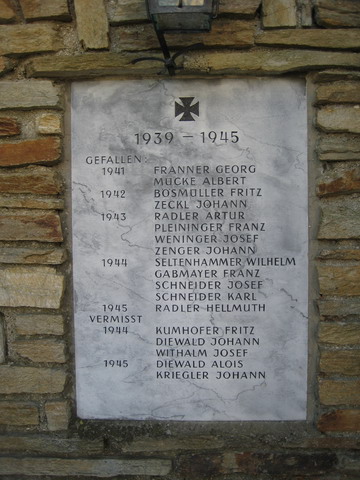 1939 - 1945
GEFALLEN:
1941 FRANNER GEORG
MÜCKE ALBERT
1942 BOSMÜLLER FRITZ
ZECKL JOHANN
1943 RADLER ARTUR
PLEININGER FRANZ
WENINGER JOSEF
ZENGER JOHANN
1944 SELTENHAMMER WILHELM
GABMAYER FRANZ
SCHNEIDER JOSEF
SCHNEIDER KARL
1945 RADLER HELLMUTH
VERMISST
1944 KUMHOFER FRITZ
DIEWALD JOHANN
WITHALM JOSEF
1945 DIEWALD ALOIS
KRIEGLER JOHANN